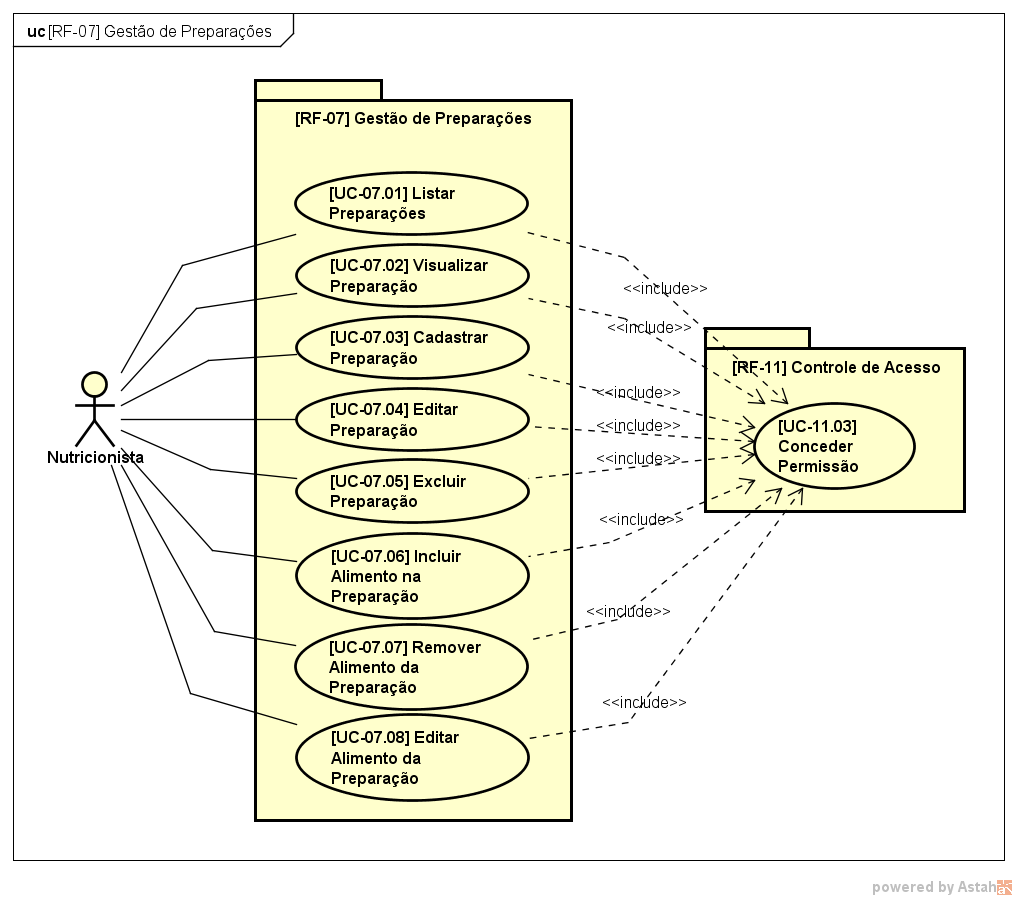 uc [RF-07] Gestão de Preparações
[RF-07] Gestão de Preparações
[UC-07.01] Listar
Preparações
[UC-07.02] Visualizar
Preparação
[UC-07.03] Cadastrar
Preparação
[UC-07.04] Editar
Preparação
[UC-07.05] Excluir
Preparação
[UC-07.06] Incluir
Alimento na
Preparação
[UC-07.07] Remover
Alimento da
Preparação
[UC-07.08] Editar
Alimento da
Preparação
Nutricionista
<<include>>
<<include>>
<<include>>
<<include>>
<<include>>
<<include>>
<<include>>
<<include>>
[RF-11] Controle de Acesso
[UC-11.03]
Conceder
Permissão
powered by Astah